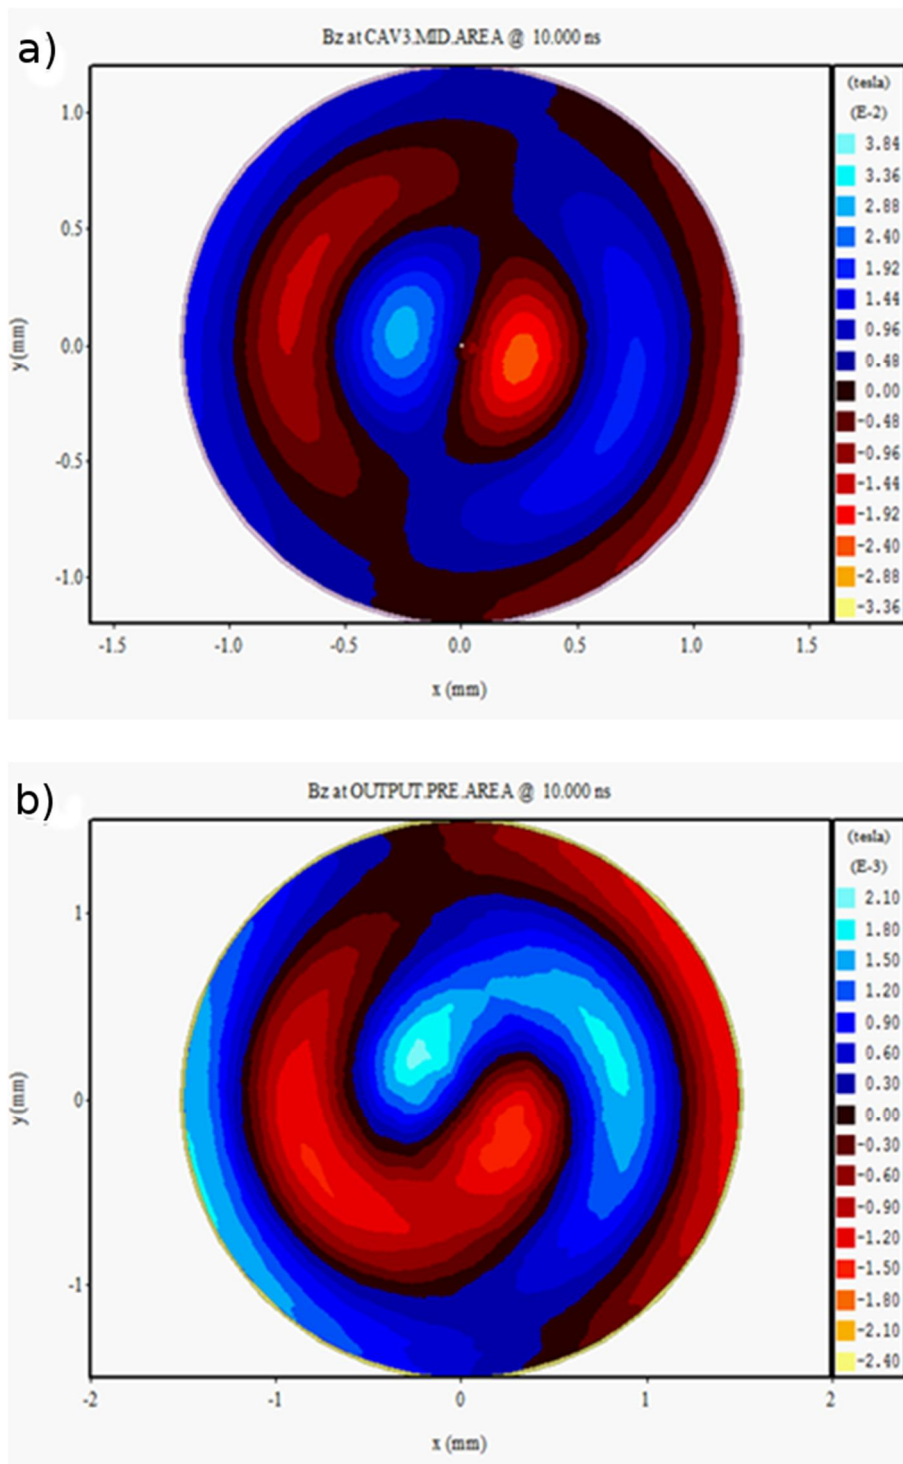 a)
Bz at CAV3.MID.AREA @ 10.000 ns
(tesla)
(E-2)
3.84
3.36
2.88
2.40
1.92
1.44
0.96
0.48
0.00
-0.48
-0.96
-1.44
-1.92
-2.40
-2.88
-3.36
1.0
0.5
0.0
-0.5
-1.0
y(mm)
-1.5 -1.0 -0.5 0.0 0.5 1.0 1.5
x (mm)
b)
Bz at OUTPUT.PRE.AREA @ 10.000 ns
(tesla)
(E-3)
2.10
1.80
1.50
1.20
0.90
0.60
0.30
0.00
-0.30
-0.60
-0.90
-1.20
-1.50
-1.80
-2.10
-2.40
1
0
-1
y(mm)
-2 -1 0 1 2
x (mm)